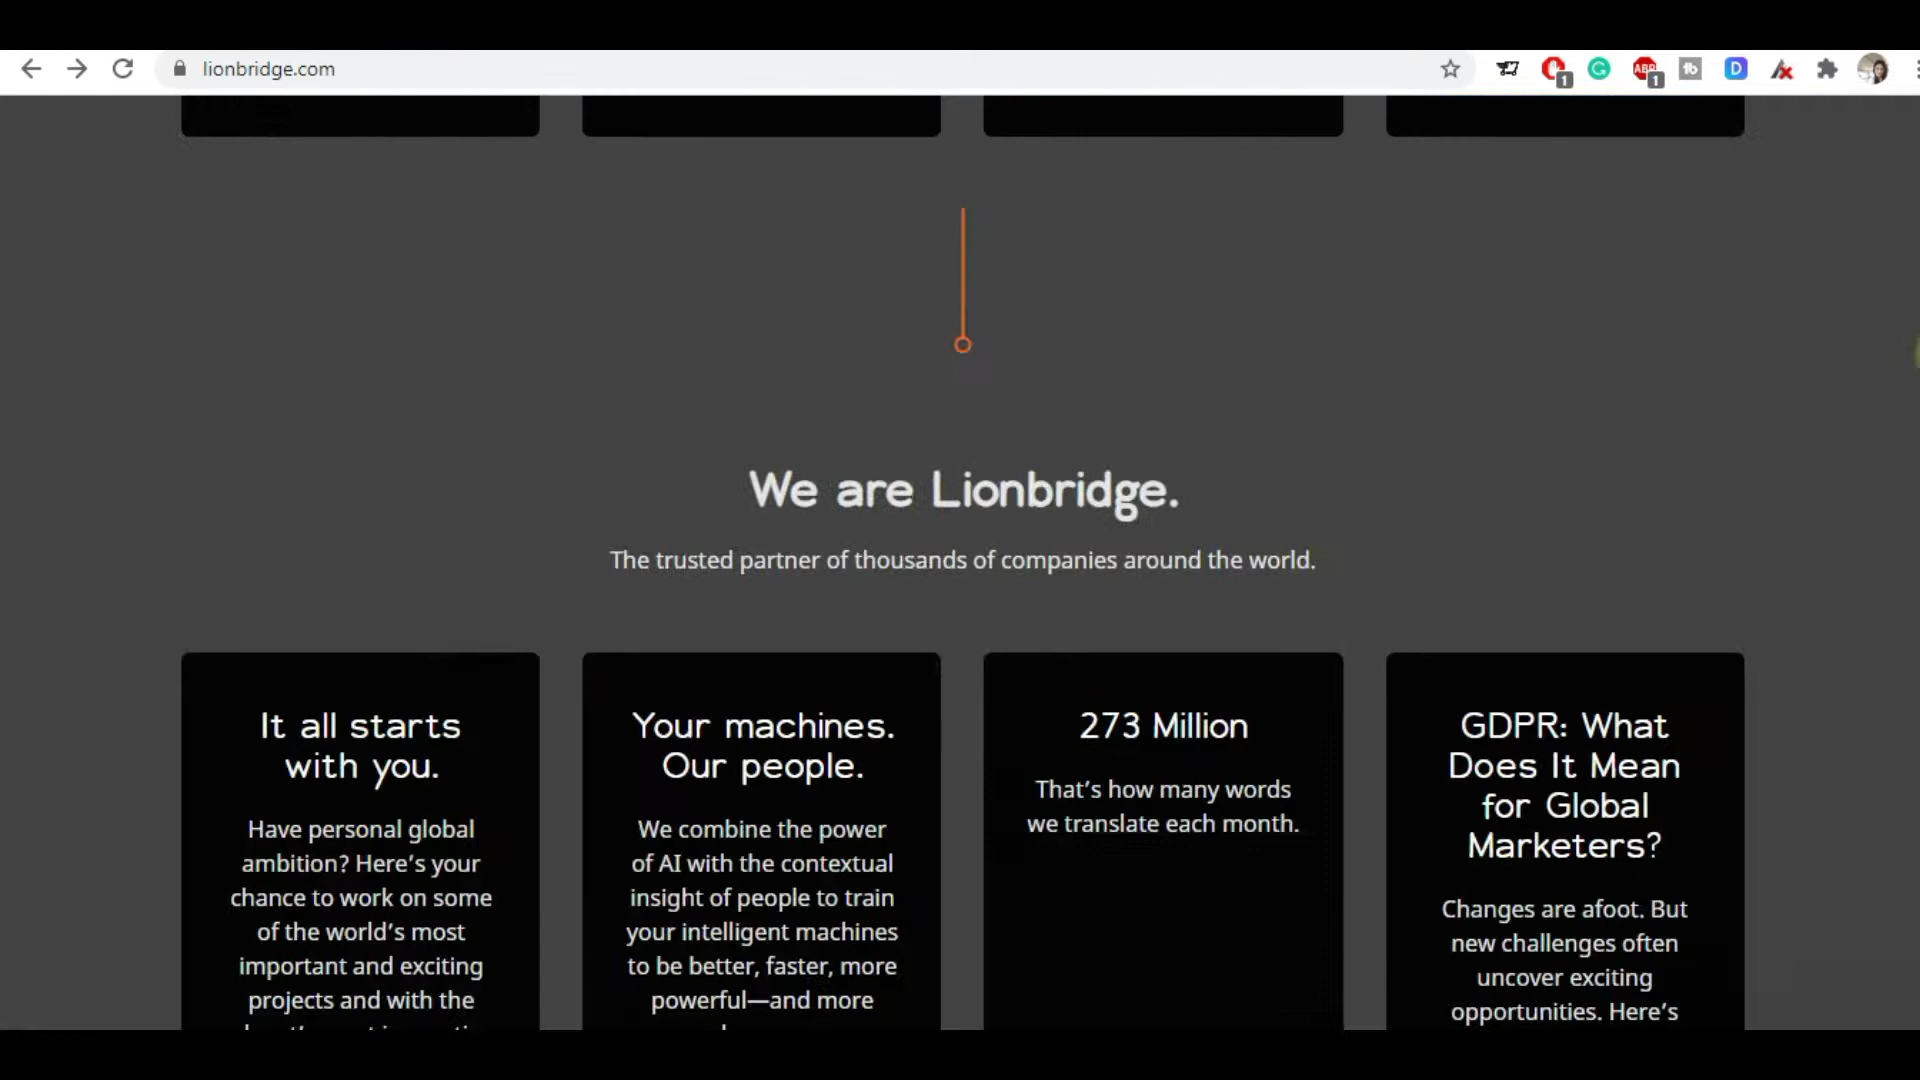 lionbridge.com
1
ABP
1
G
tb
D
We are Lionbridge.
The trusted partner of thousands of companies around the world.
It all starts
with you.
Have personal global
ambition? Here’s your
chance to work on some
of the world’s most
important and exciting
projects and with the
Your machines.
Our people.
We combine the power
of AI with the contextual
insight of people to train
your intelligent machines
to be better, faster, more
powerful—and more
273 Million
That’s how many words
we translate each month.
GDPR: What
Does It Mean
for Global
Marketers?
Changes are afoot. But
new challenges often
uncover exciting
opportunities. Here’s